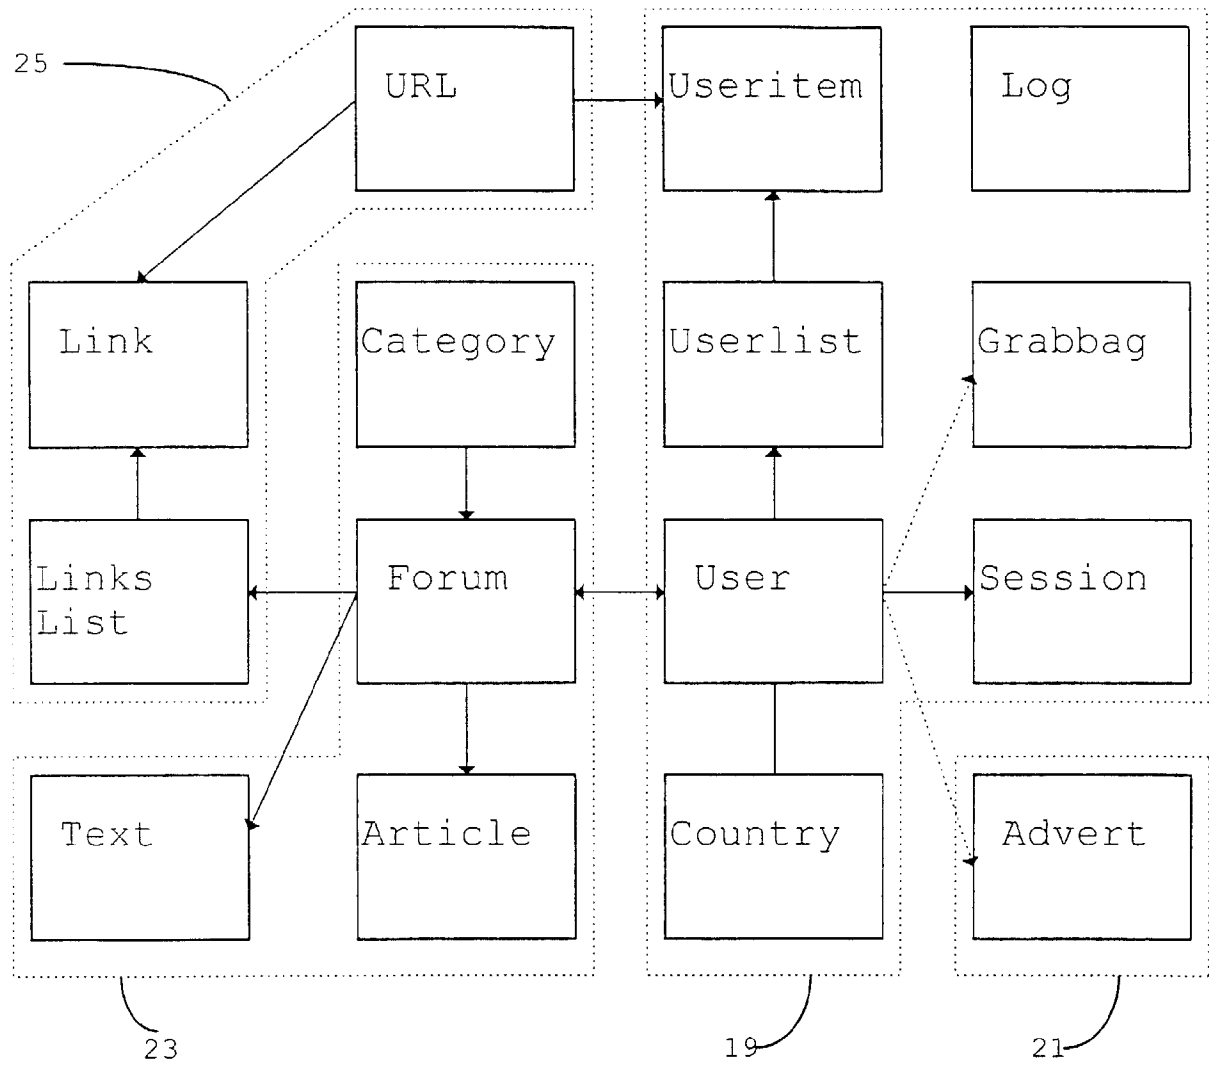 25
URL
Useritem
Log
Link
Category
Userlist
Grabbag
Links
List
Forum
User
Session
Text
Article
Country
Advert
23
19
21